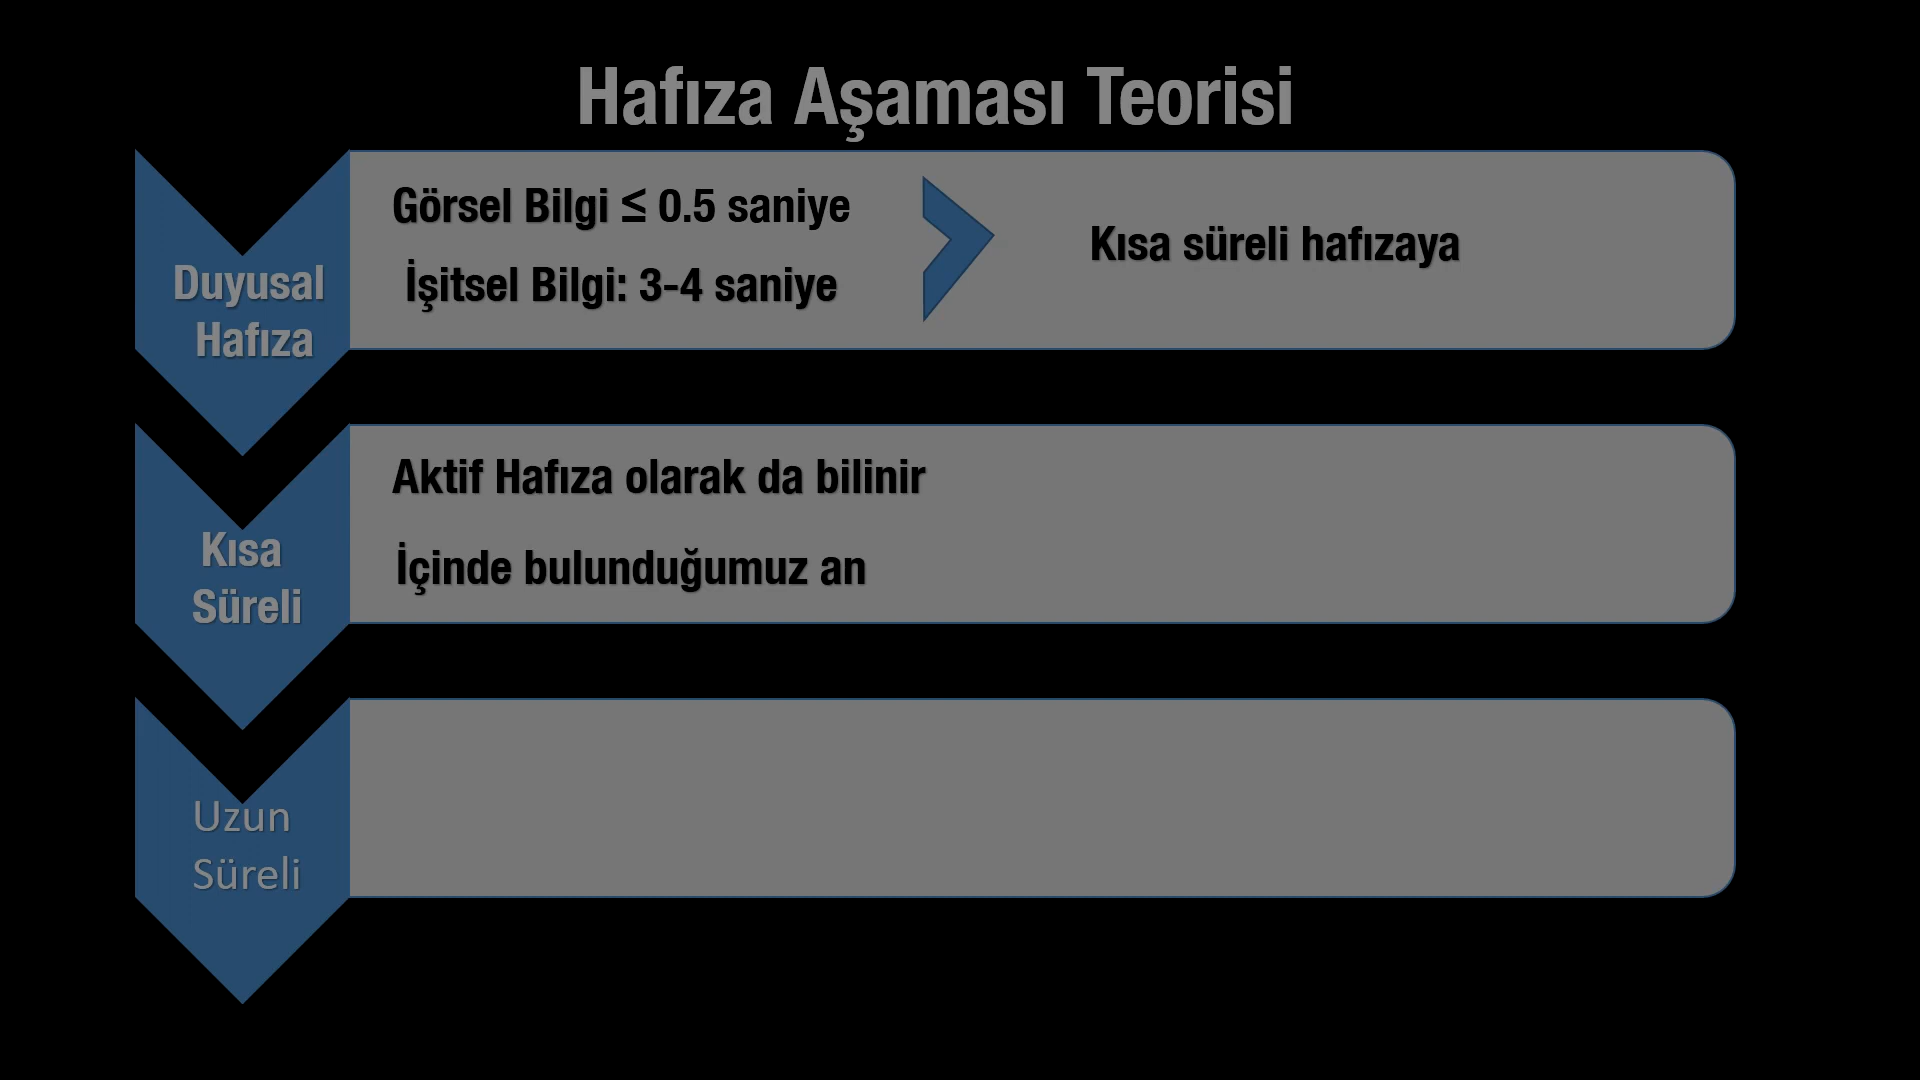 Hafıza Aşaması Teorisi
Duyusal
Hafıza
Görsel Bilgi ≤ 0.5 saniye
İşitsel Bilgi: 3-4 saniye
Kısa süreli hafızaya
Kısa
Süreli
Aktif Hafıza olarak da bilinir
İçinde bulunduğumuz an
Uzun
Süreli